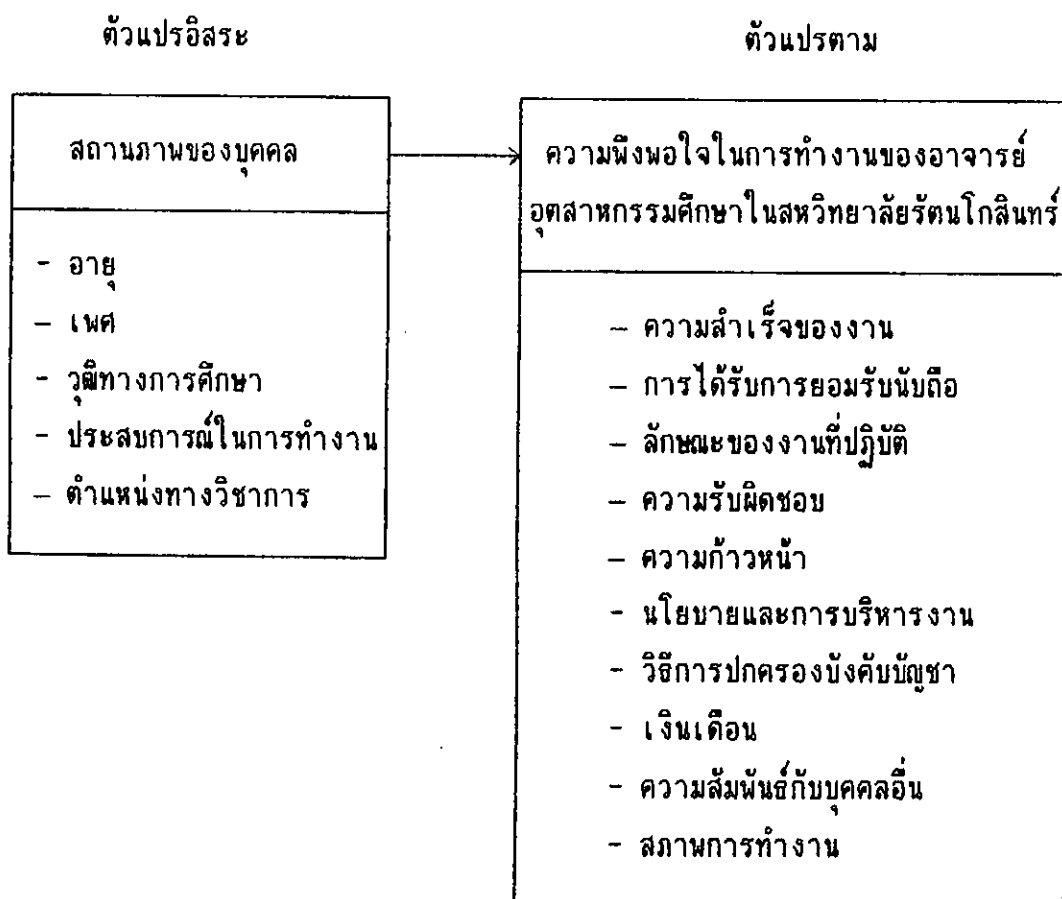 ตัวแปรอิสระ
สถานภาพของบุคคล
- อายุ
- เพศ
- วุฒิทางการศึกษา
- ประสบการณ์ในการทำงาน
- ตำแหน่งทางวิชาการ
ตัวแปรตาม
ความพึงพอใจในการทำงานของอาจารย์
อุตสาหกรรมศึกษาในสหวิทยาลัยรัตนโกสินทร์
- ความสำเร็จของงาน
- การได้รับการยอมรับนับถือ
- ลักษณะของงานที่ปฏิบัติ
- ความรับผิดชอบ
- ความก้าวหน้า
- นโยบายและการบริหารงาน
- วิธีการปกครองบังคับบัญชา
- เงินเดือน
- ความสัมพันธ์กับบุคคลอื่น
- สภาพการทำงาน